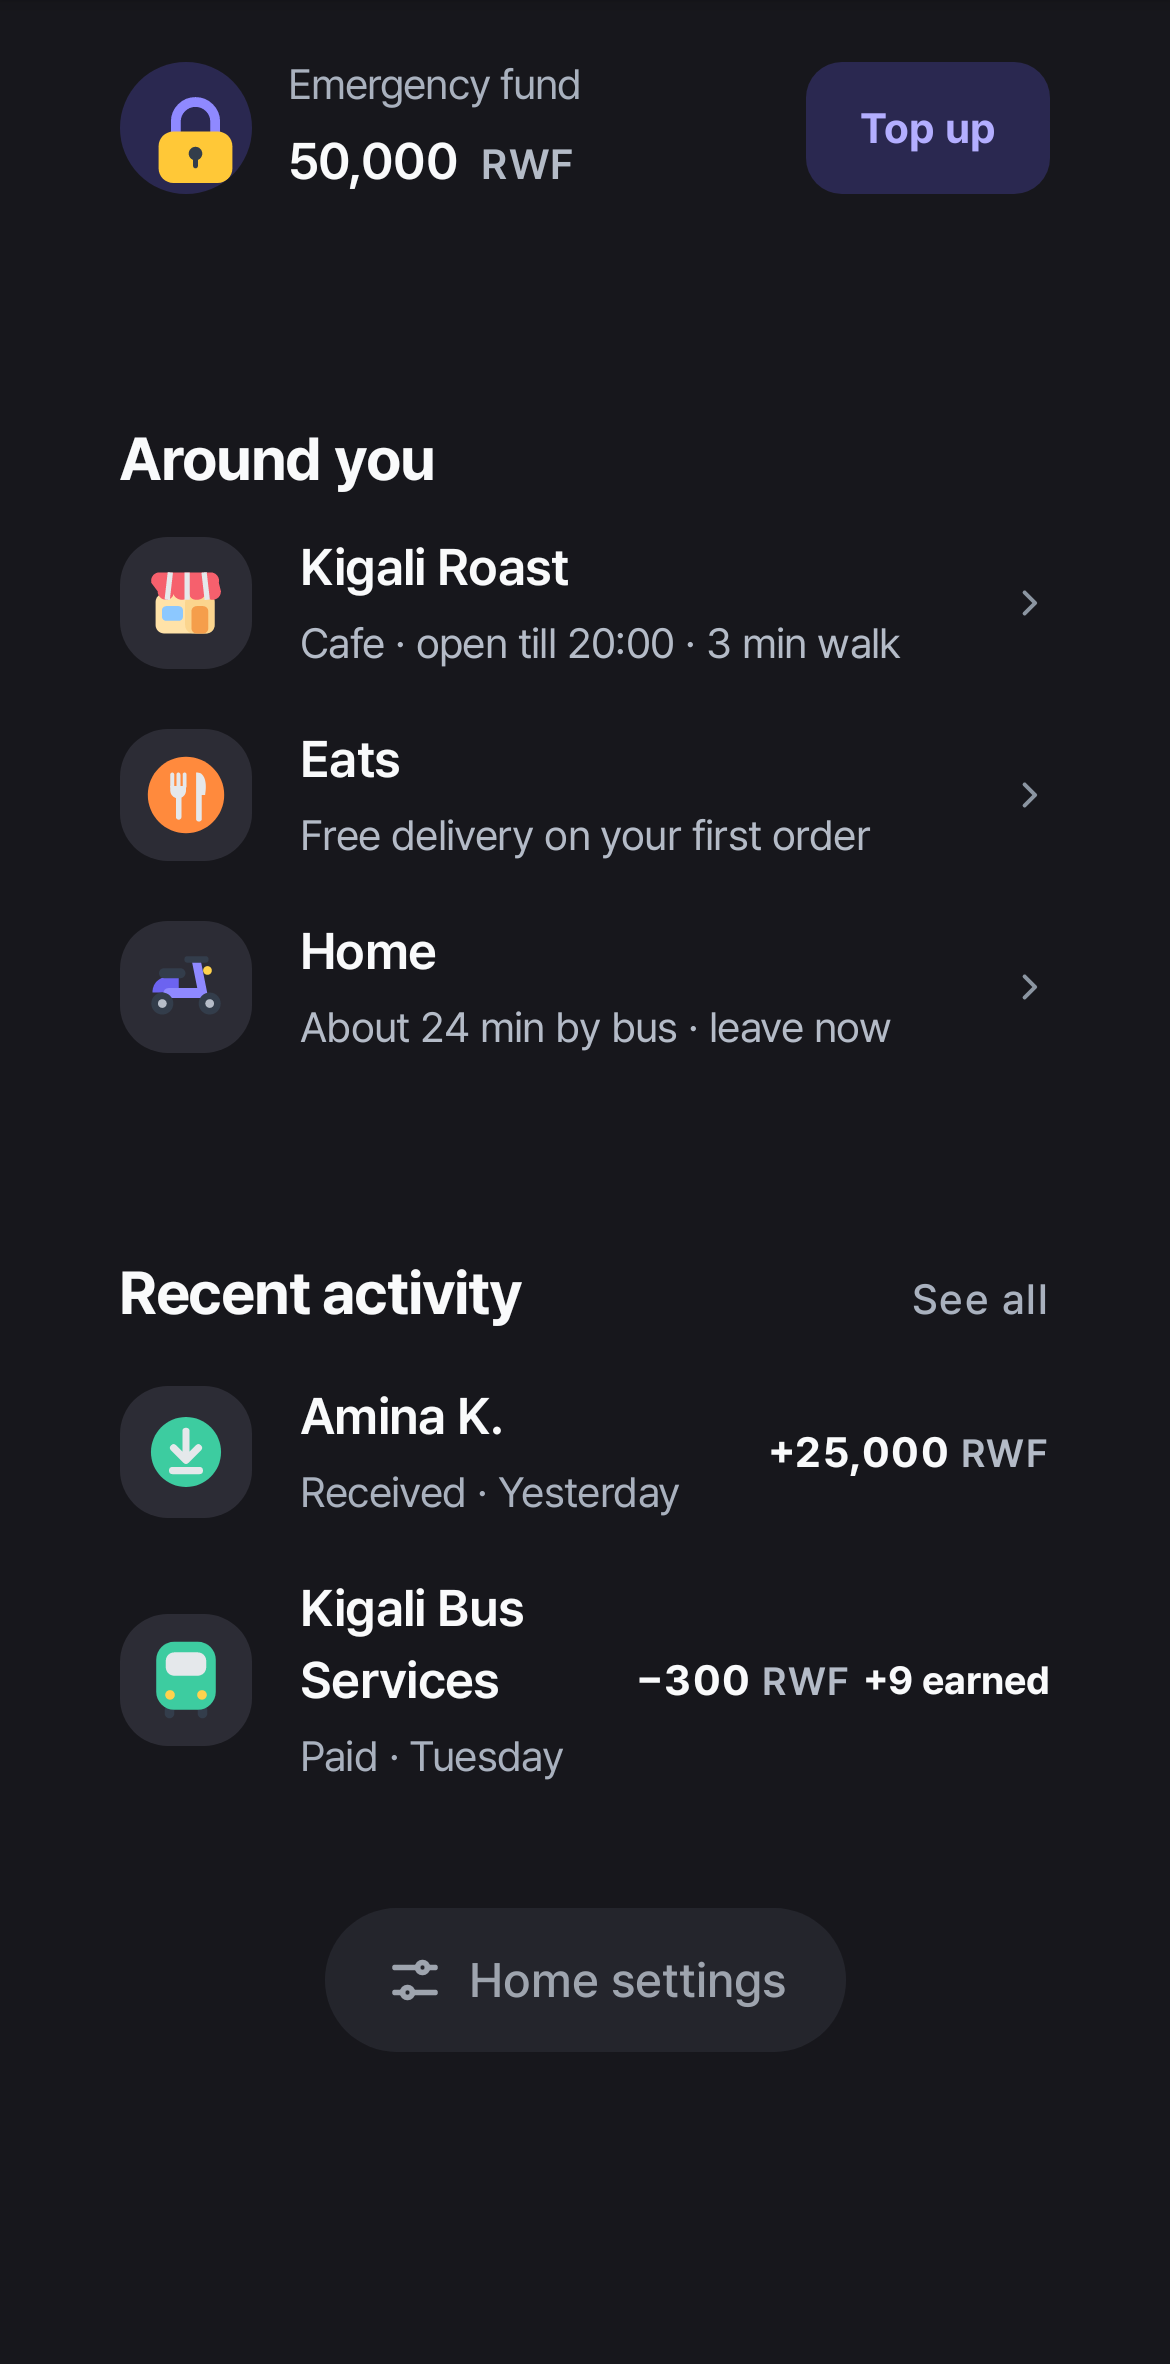 Emergency fund
50,000 RWF
Top up
Around you
Kigali Roast
Cafe · open till 20:00 · 3 min walk
Eats
Free delivery on your first order
Home
About 24 min by bus · leave now
Recent activity
See all
Amina K.
Received · Yesterday
+25,000 RWF
Kigali Bus
Services
Paid · Tuesday
−300 RWF +9 earned
Home settings